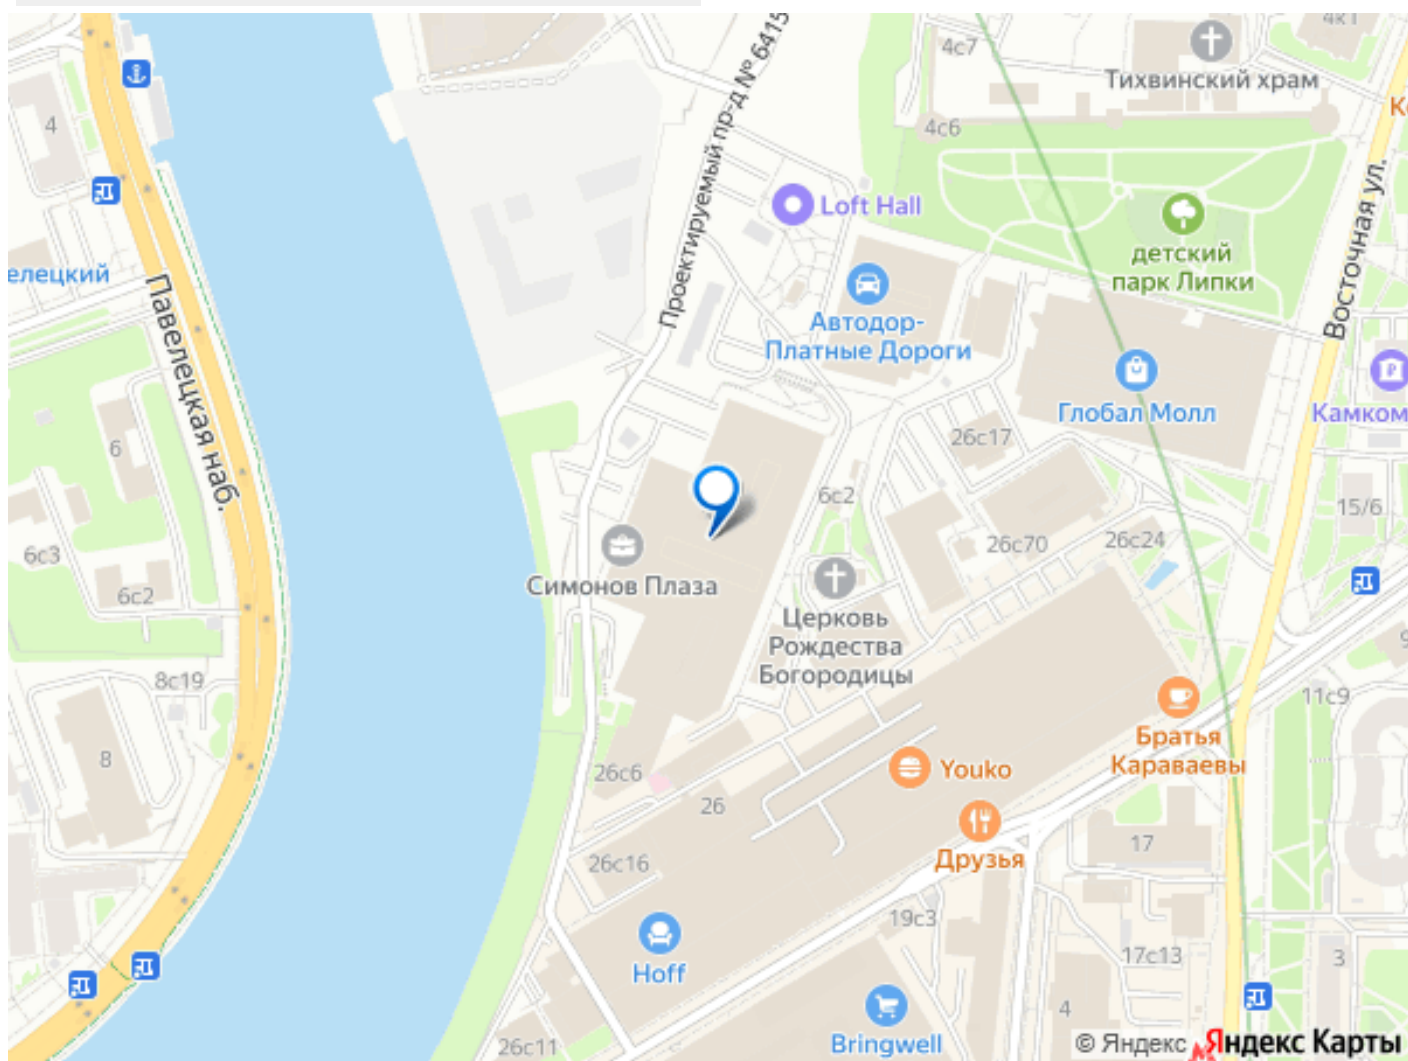 4к1
4с7
Тихвинский храм
4
4с6
Проектируемый пр-д № 6415
Восточная ул.
Loft Hall
детский
парк Липки
елецкий
Павелецкая наб.
Автодор-
Платные Дороги
Глобал Молл
Камком
26с17
6
6с2
15/6
26с70
26с24
6с3
Симонов Плаза
6с2
Церковь
Рождества
Богородицы
8с19
11с9
Братья
Караваевы
8
26с6
Youko
26
17
Друзья
26с16
19с3
17с13
3
Hoff
4
26с11
Bringwell
© Яндекс
Яндекс Карты